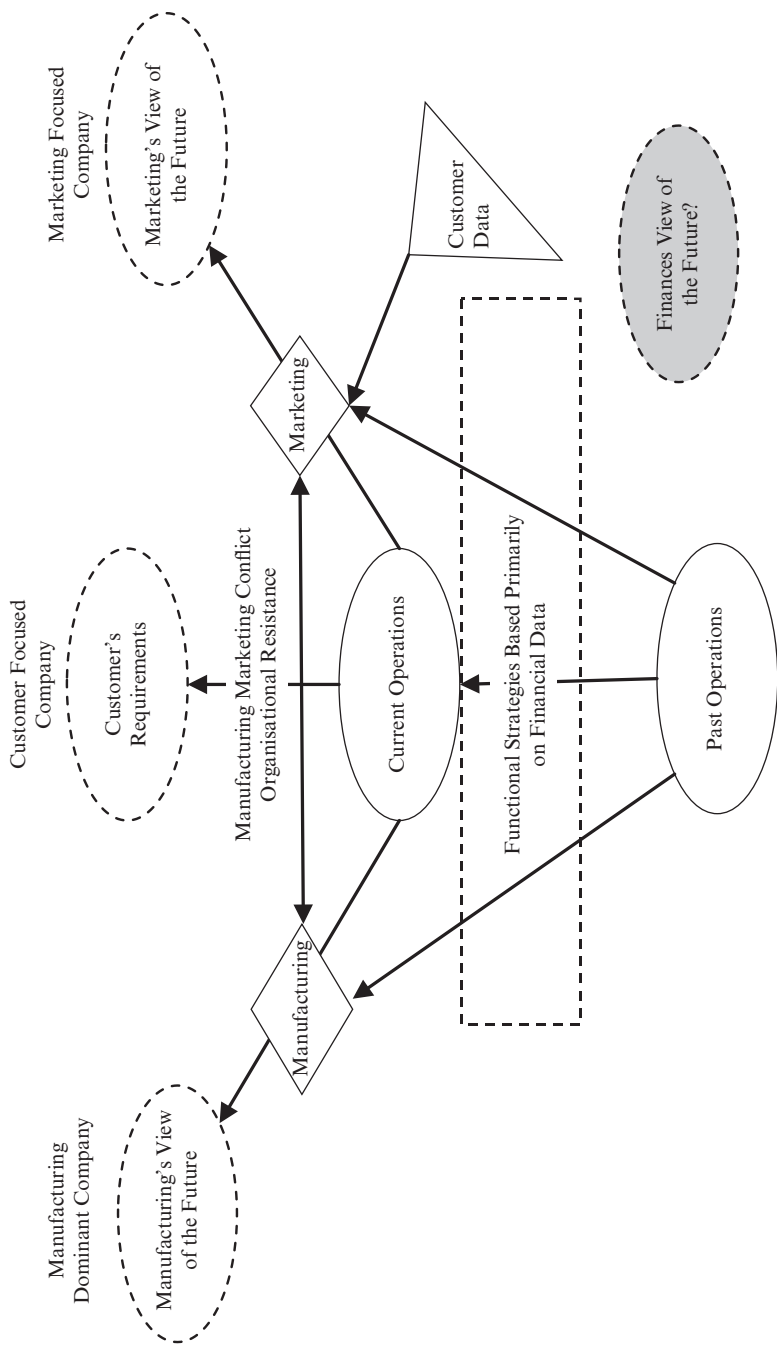 Manufacturing
Dominant Company
Manufacturing's View
of the Future
Customer Focused
Company
Customer's
Requirements
Marketing Focused
Company
Marketing's View of
the Future
Manufacturing
Manufacturing Marketing Conflict
Organisational Resistance
Marketing
Current Operations
Customer
Data
Functional Strategies Based Primarily
on Financial Data
Past Operations
Finances View of
the Future?